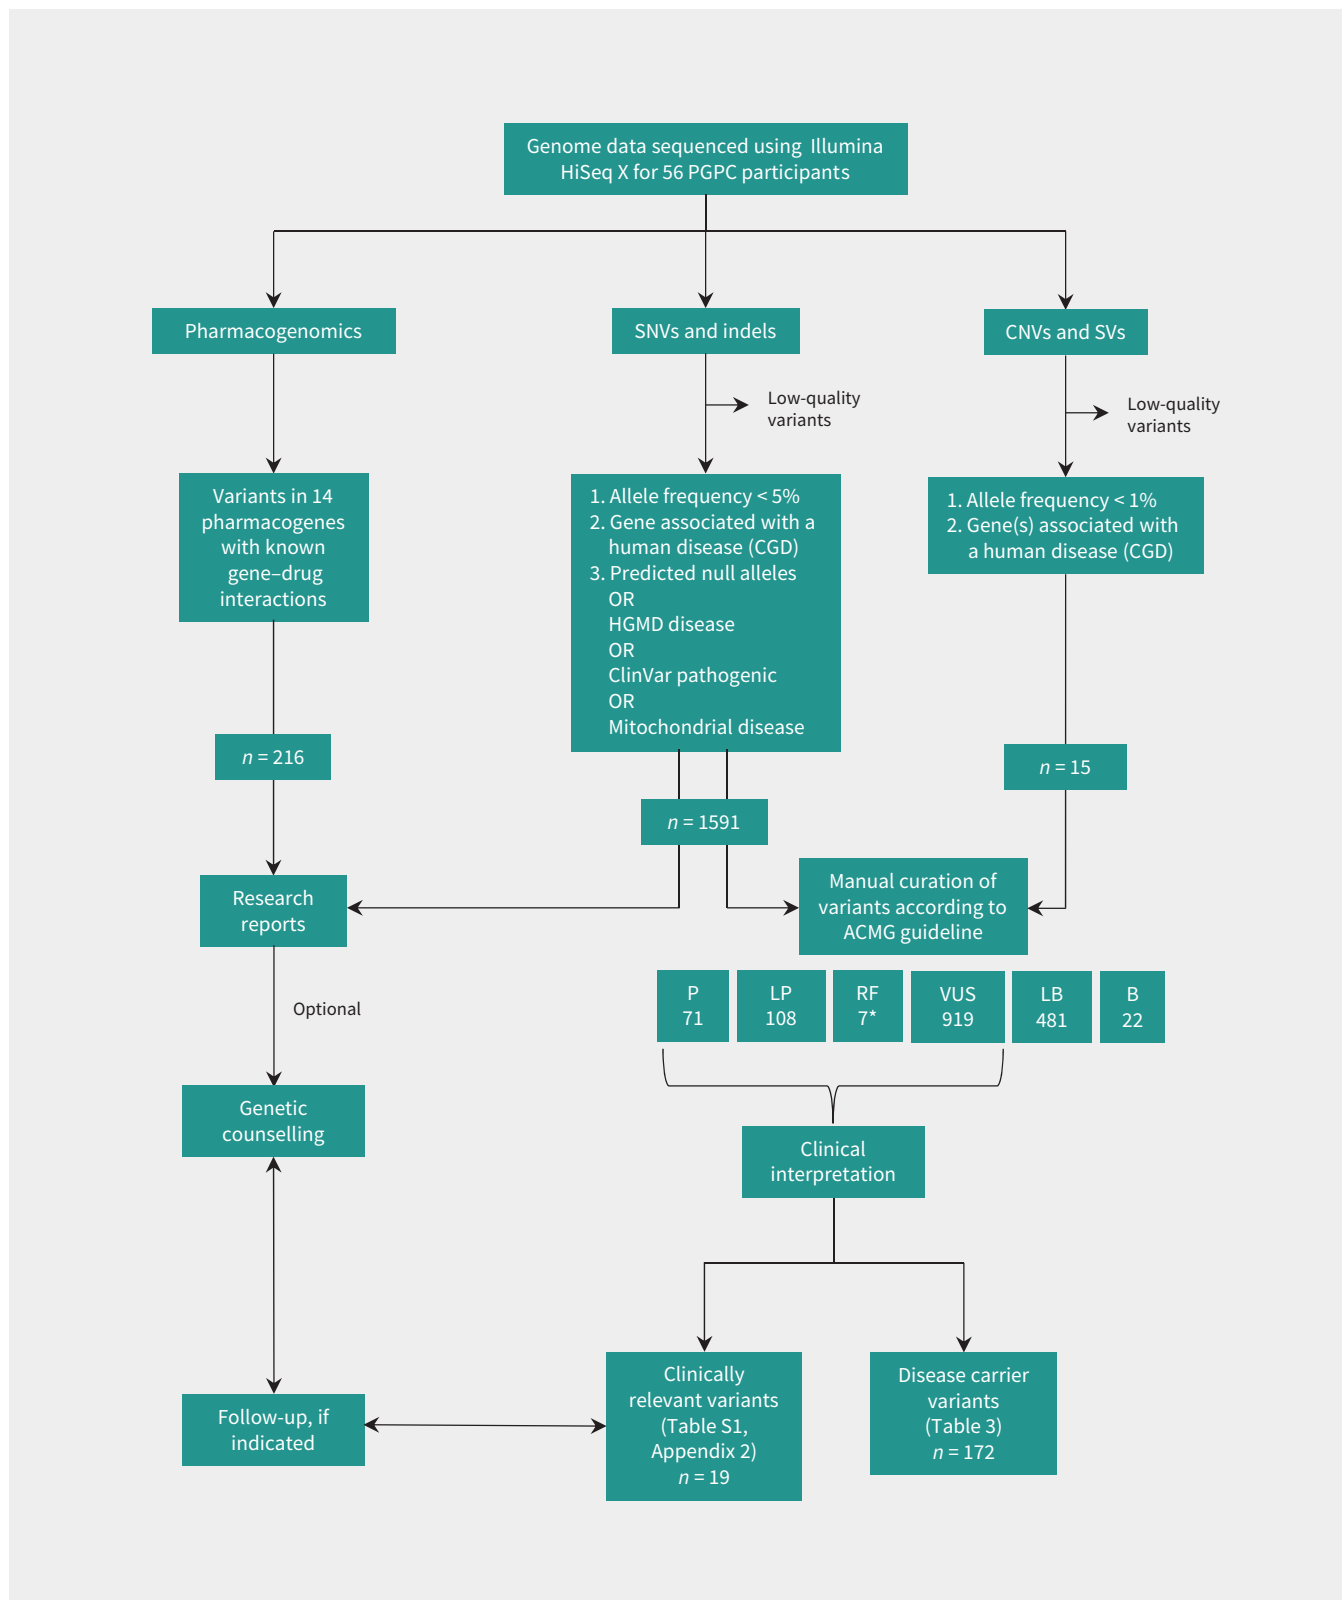 Genome data sequenced using Illumina
HiSeq X for 56 PGPC participants
Pharmacogenomics
SNVs and indels
CNVs and SVs
Low-quality
variants
Low-quality
variants
Variants in 14
pharmacogenes
with known
gene–drug
interactions
1. Allele frequency < 5%
2. Gene associated with a
human disease (CGD)
3. Predicted null alleles
OR
HGMD disease
OR
ClinVar pathogenic
OR
Mitochondrial disease
1. Allele frequency < 1%
2. Gene(s) associated with
a human disease (CGD)
n = 216
n = 1591
n = 15
Research
reports
Manual curation of
variants according to
ACMG guideline
P
71
LP
108
RF
7*
VUS
919
LB
481
B
22
Optional
Genetic
counselling
Clinical
interpretation
Follow-up, if
indicated
Clinically
relevant variants
(Table S1,
Appendix 2)
n = 19
Disease carrier
variants
(Table 3)
n = 172